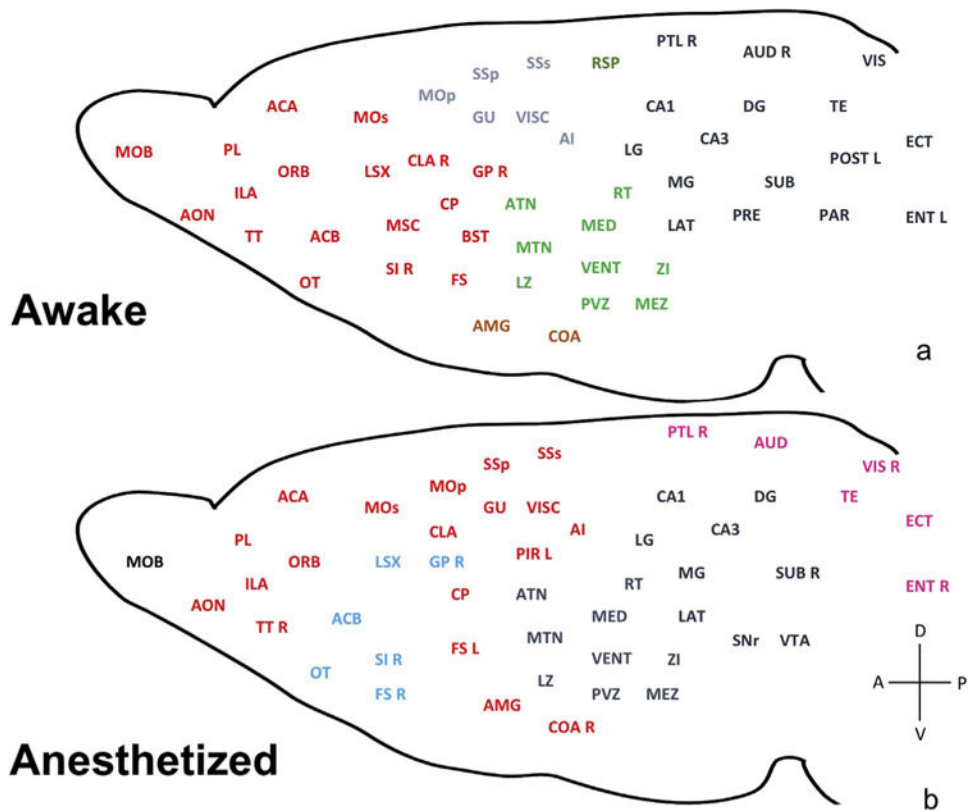 PTL R
AUD R
VIS
SSs
RSP
SSp
MOp
ACA
MOs
GU
VISC
CA1
DG
TE
AI
LG
CA3
ECT
MOB
PL
ORB
LSX
CLA R
GP R
POST L
ILA
CP
ATN
RT
MG
SUB
AON
TT
ACB
MSC
BST
MED
LAT
PRE
PAR
ENT L
MTN
OT
SI R
FS
LZ
VENT
ZI
PVZ
MEZ
Awake
AMG
COA
a
PTL R
AUD
VIS R
SSp
SSs
ACA
MOs
MOp
GU
VISC
CA1
DG
TE
PL
CLA
AI
LG
CA3
ECT
MOB
ORB
LSX
GP R
PIR L
MG
SUB R
ENT R
ILA
CP
ATN
RT
AON
TT R
ACB
MED
LAT
FS L
MTN
SNr
VTA
D
OT
SI R
VENT
ZI
A
P
FS R
LZ
PVZ
MEZ
AMG
COA R
V
Anesthetized
b